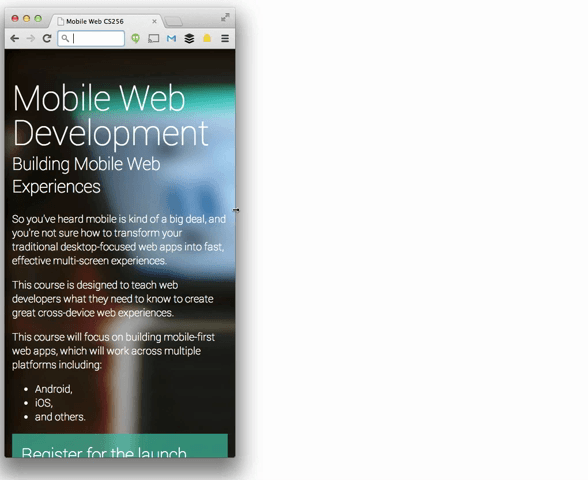 Mobile Web CS256
Mobile Web
Development
Building Mobile Web
Experiences
So you've heard mobile is kind of a big deal, and
you're not sure how to transform your
traditional desktop-focused web apps into fast,
effective multi-screen experiences.
This course is designed to teach web
developers what they need to know to create
great cross-device web experiences.
This course will focus on building mobile-first
web apps, which will work across multiple
platforms including:
• Android,
• iOS,
• and others.
Register for the launch